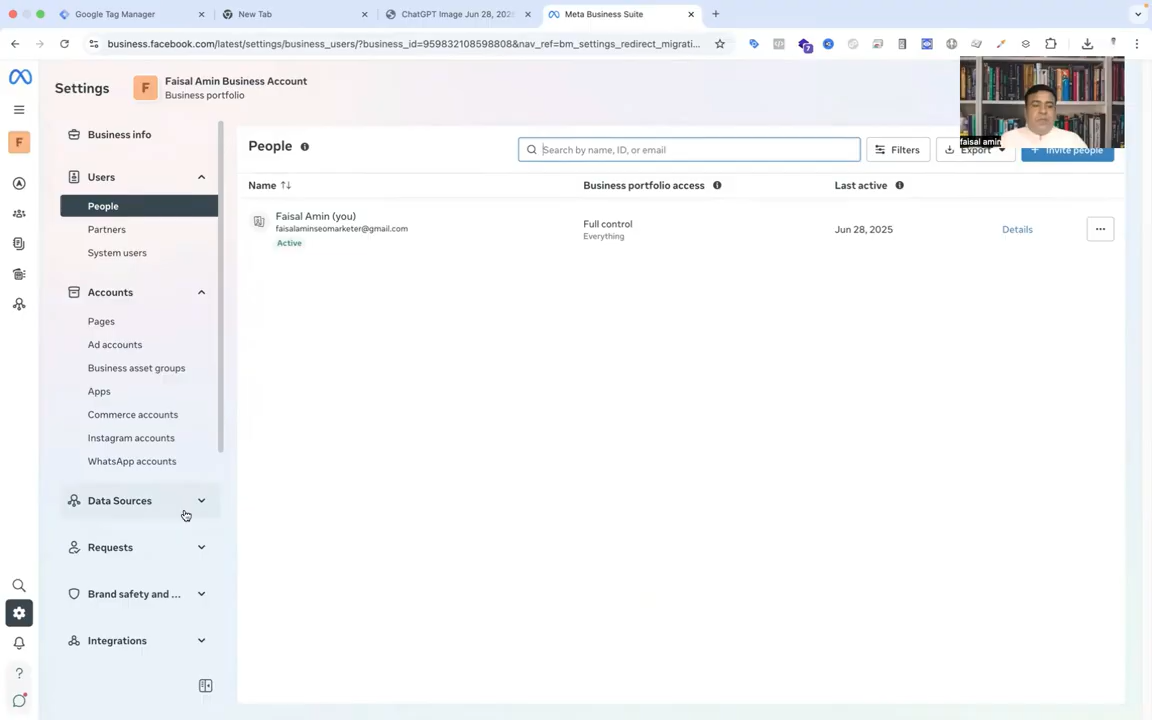 Google Tag Manager
New Tab
ChatGPT Image Jun 28, 202
Meta Business Suite
business.facebook.com/latest/settings/business_users/?business_id=959832108598808&nav_ref=bm_settings_redirect_migrati...
7
Settings
F
Faisal Amin Business Account
Business portfolio
faisal amin
F
Business info
Users
People
Partners
System users
Accounts
Pages
Ad accounts
Business asset groups
Apps
Commerce accounts
Instagram accounts
WhatsApp accounts
Data Sources
Requests
Brand safety and ...
Integrations
People
Search by name, ID, or email
Filters
Export
+ Invite people
Name
Business portfolio access
Last active
Faisal Amin (you)
faisalaminseomarketer@gmail.com
Active
Full control
Everything
Jun 28, 2025
Details